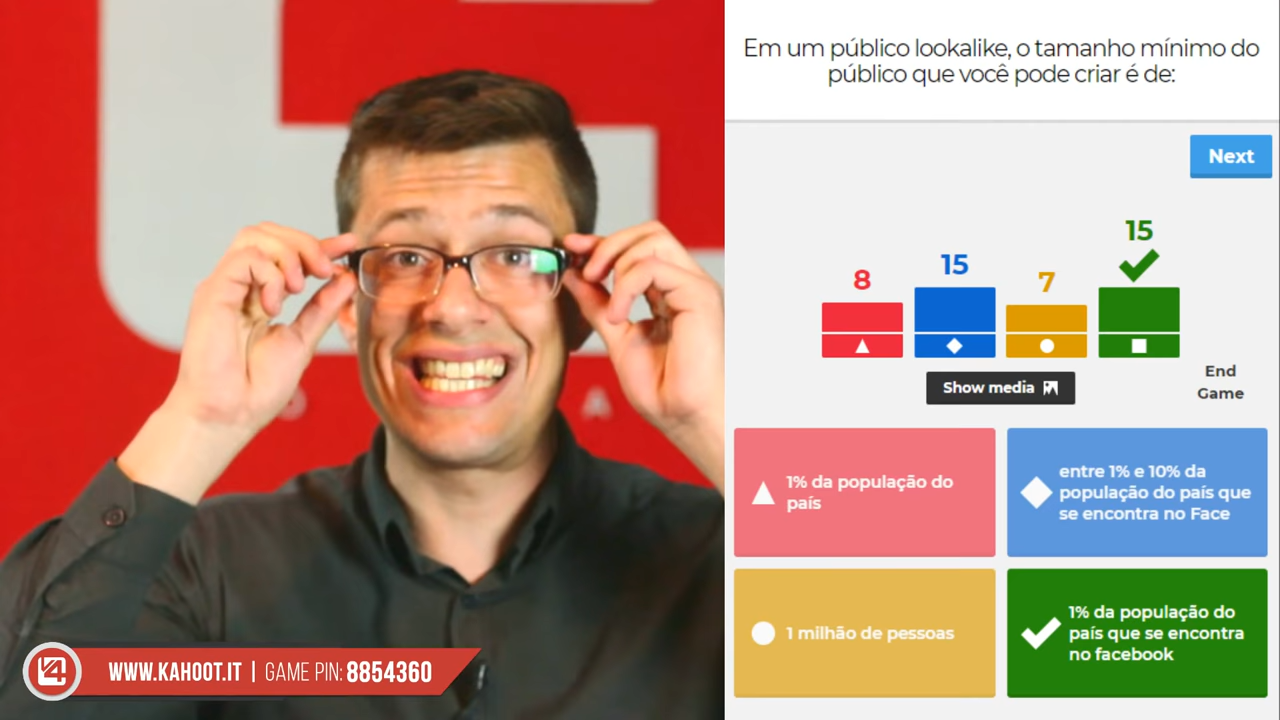 Em um público lookalike, o tamanho mínimo do
público que você pode criar é de:
Next
8
15
7
15
Show media
End
Game
1% da população do
país
entre 1% e 10% da
população do país que
se encontra no Face
1 milhão de pessoas
1% da população do
país que se encontra
no facebook
S A
V4
WWW.KAHOOT.IT | GAME PIN: 8854360